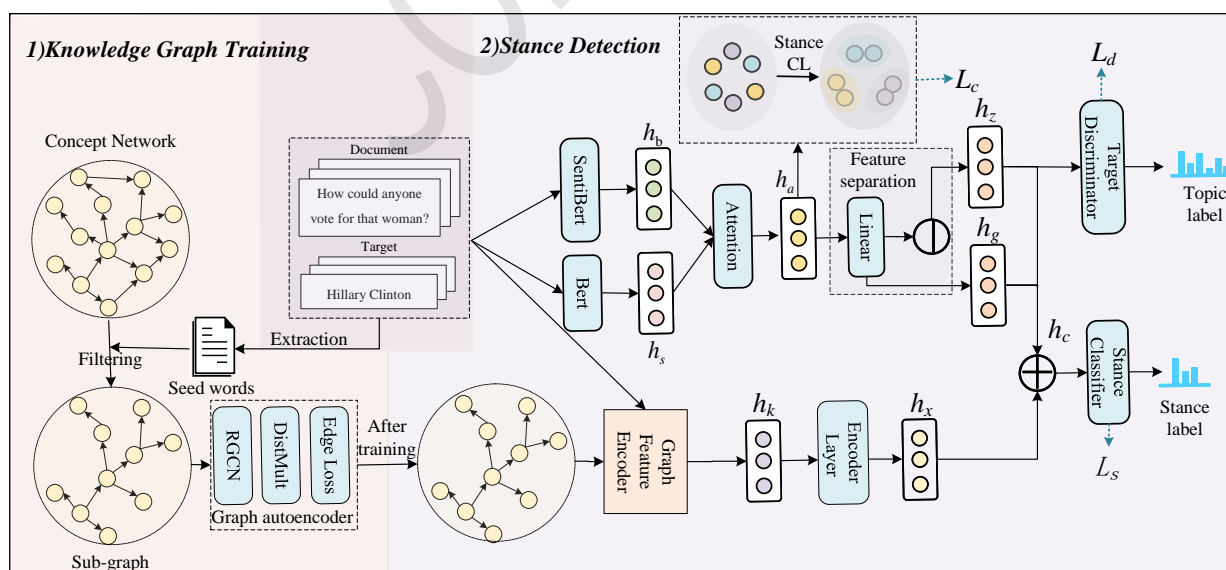 1)Knowledge Graph Training
2)Stance Detection
Concept Network
Document
How could anyone
vote for that woman?
Target
Hillary Clinton
Extraction
Seed words
Filtering
Sub-graph
RGCN
DistMult
Edge Loss
Graph autoencoder
After
training
SentiBert
Bert
h_b
h_s
Attention
h_a
Stance
CL
L_c
Feature
separation
Linear
h_z
h_g
L_d
Target
Discriminator
Topic
label
h_c
Stance
Classifier
Stance
label
L_s
Graph
Feature
Encoder
h_k
Encoder
Layer
h_x